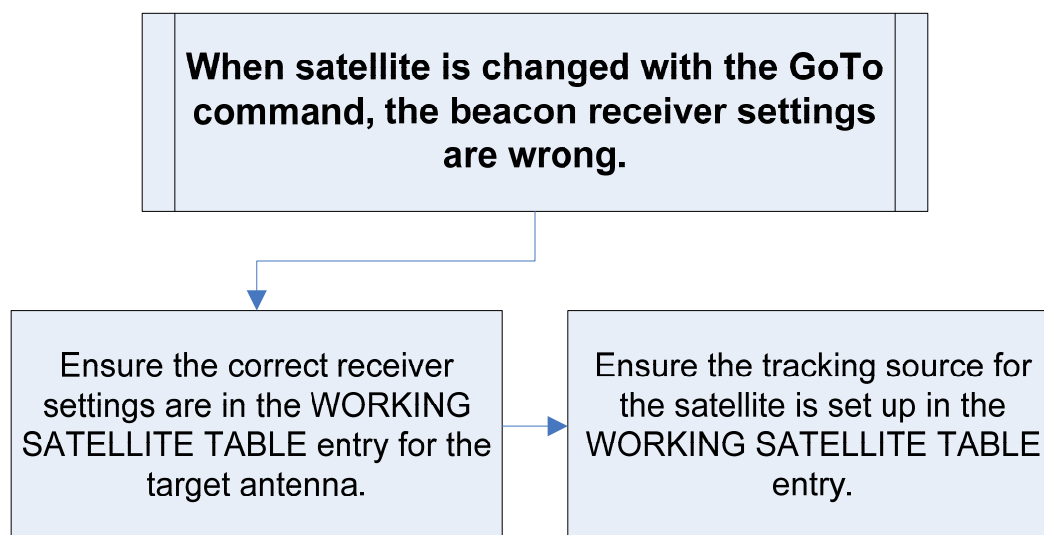 When satellite is changed with the GoTo
command, the beacon receiver settings
are wrong.
Ensure the correct receiver
settings are in the WORKING
SATELLITE TABLE entry for the
target antenna.
Ensure the tracking source for
the satellite is set up in the
WORKING SATELLITE TABLE
entry.